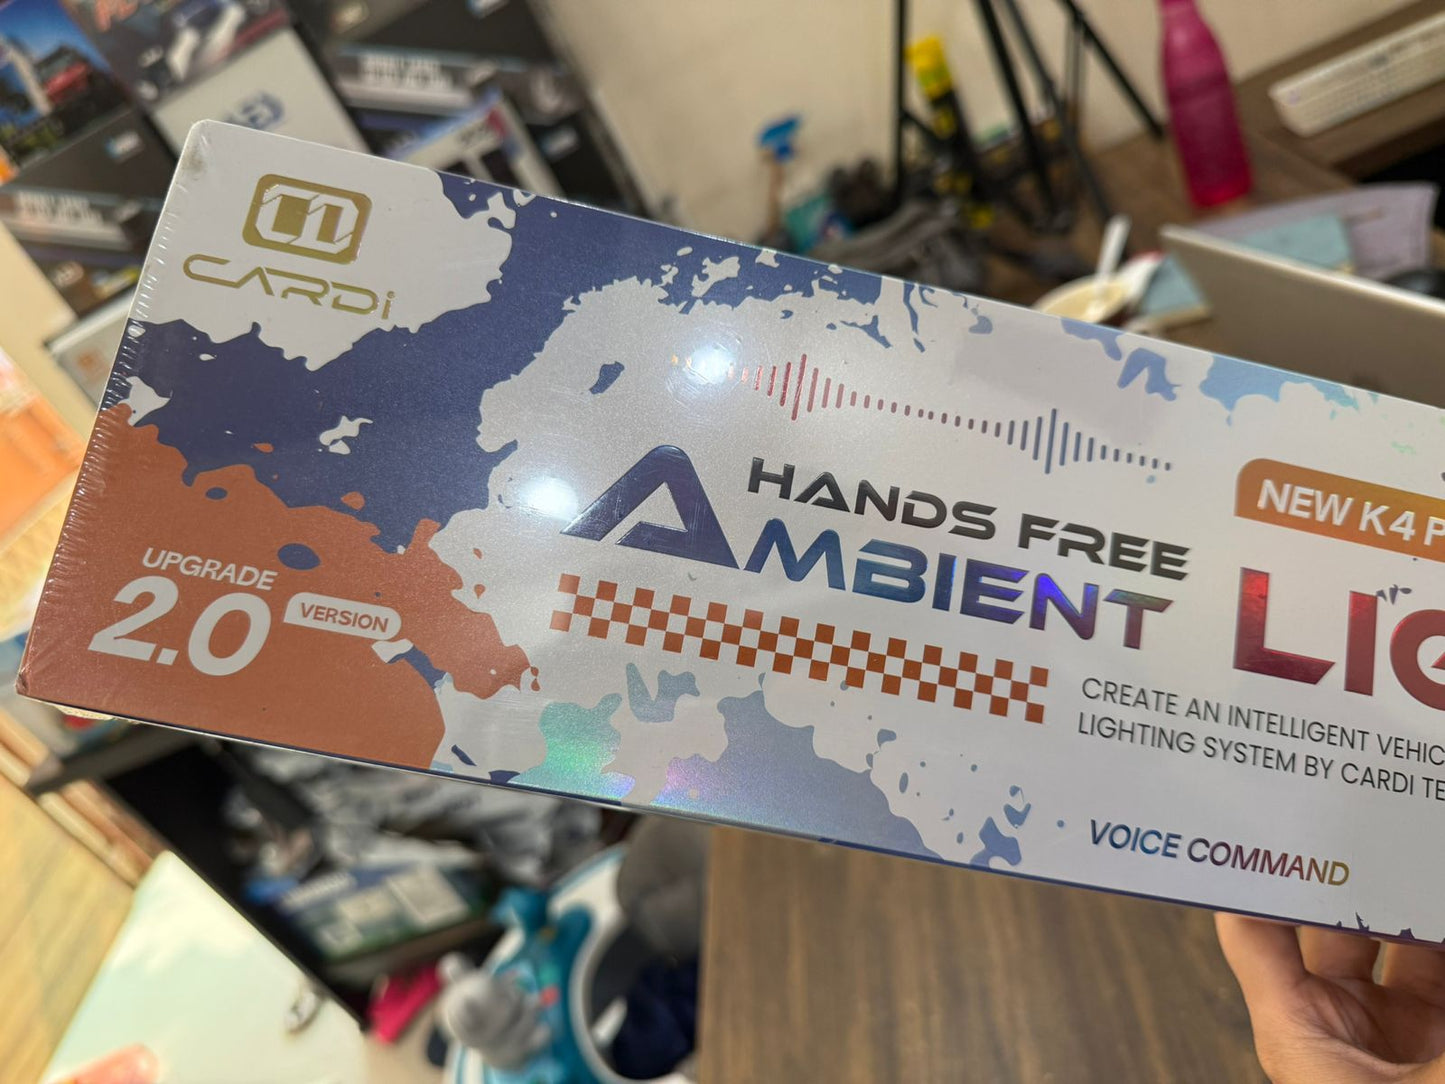 CARDi
HANDS FREE
AMBIENT
NEW K4
UPGRADE
2.0
VERSION
CREATE AN INTELLIGENT
LIGHTING SYSTEM BY CARDI
VOICE COMMAND